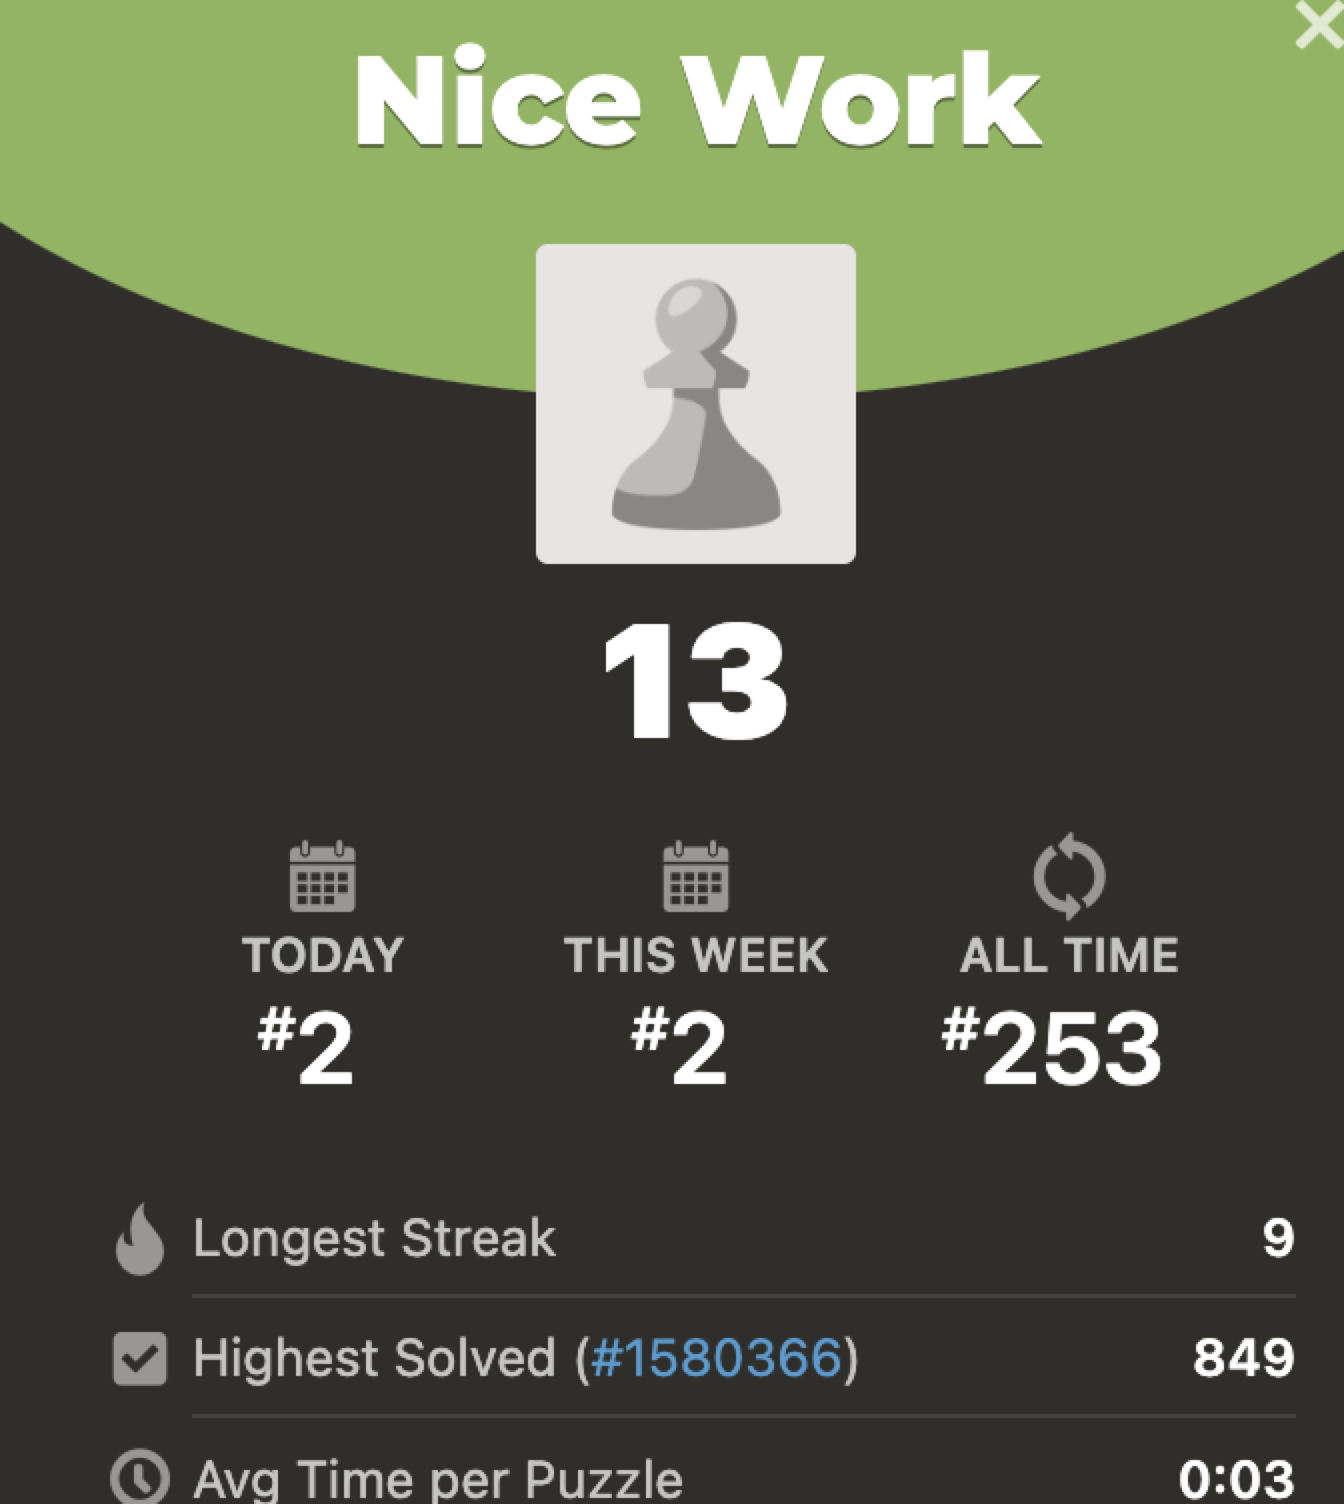 Nice Work
13
TODAY THIS WEEK ALL TIME
#2 #2 #253
Longest Streak 9
Highest Solved (#1580366) 849
Avg Time per Puzzle 0:03